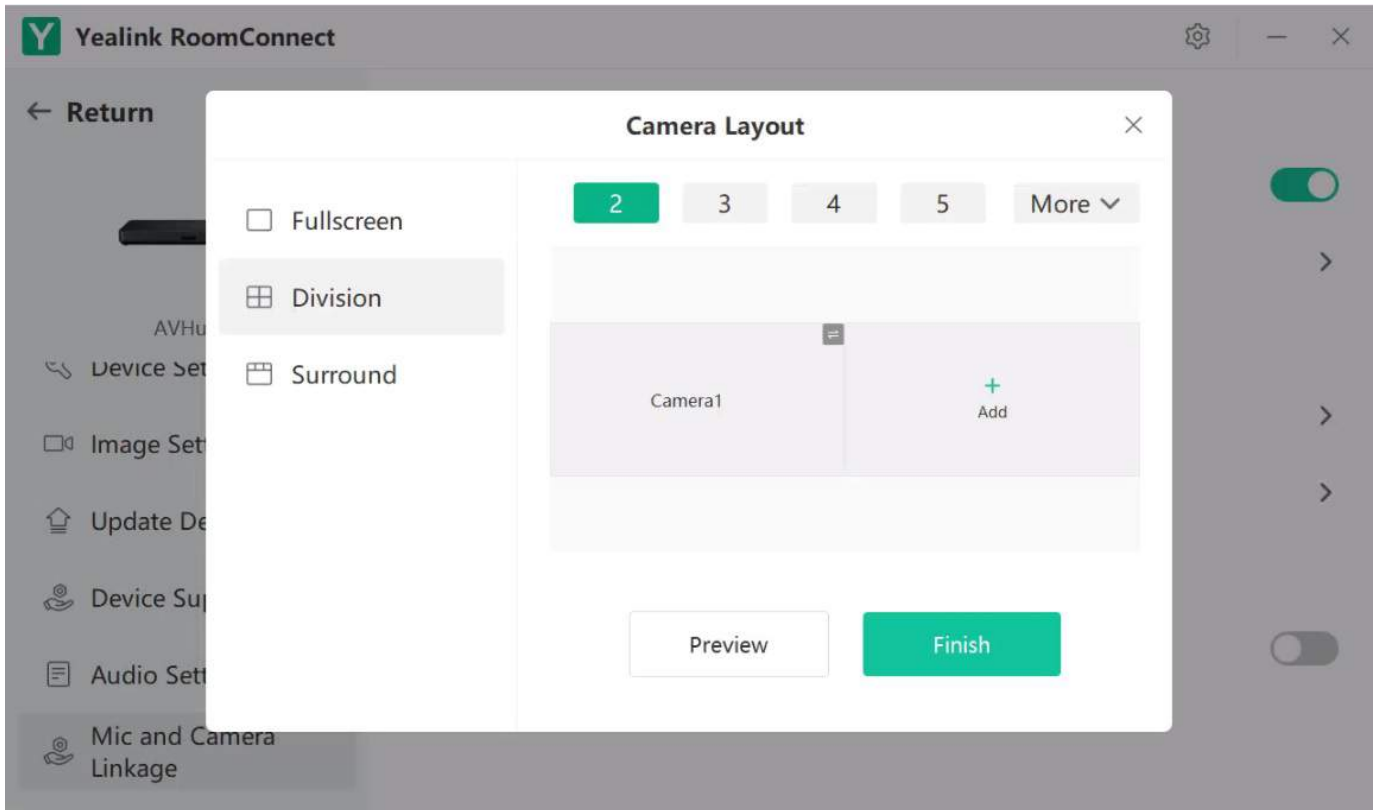 Yealink RoomConnect
Return
AVHu
Device Set
Image Set
Update De
Device Su
Audio Sett
Mic and Camera
Linkage
Camera Layout
Fullscreen
Division
Surround
2 3 4 5 More
Camera1
Add
Preview Finish